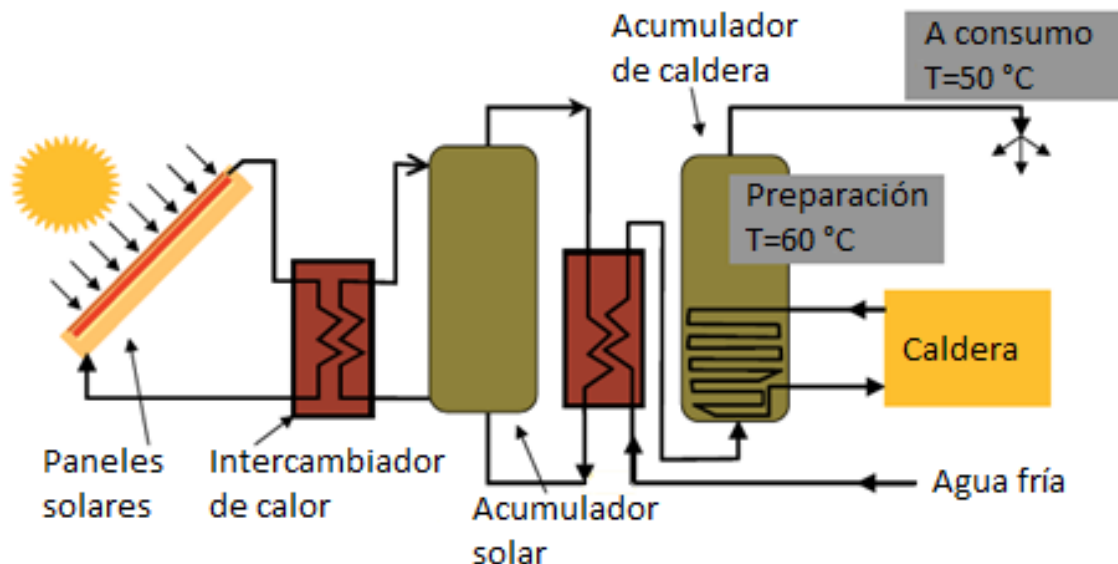 Acumulador
de caldera
A consumo
T=50 °C
Preparación
T=60 °C
Caldera
Paneles
solares
Intercambiador
de calor
Acumulador
solar
Agua fría